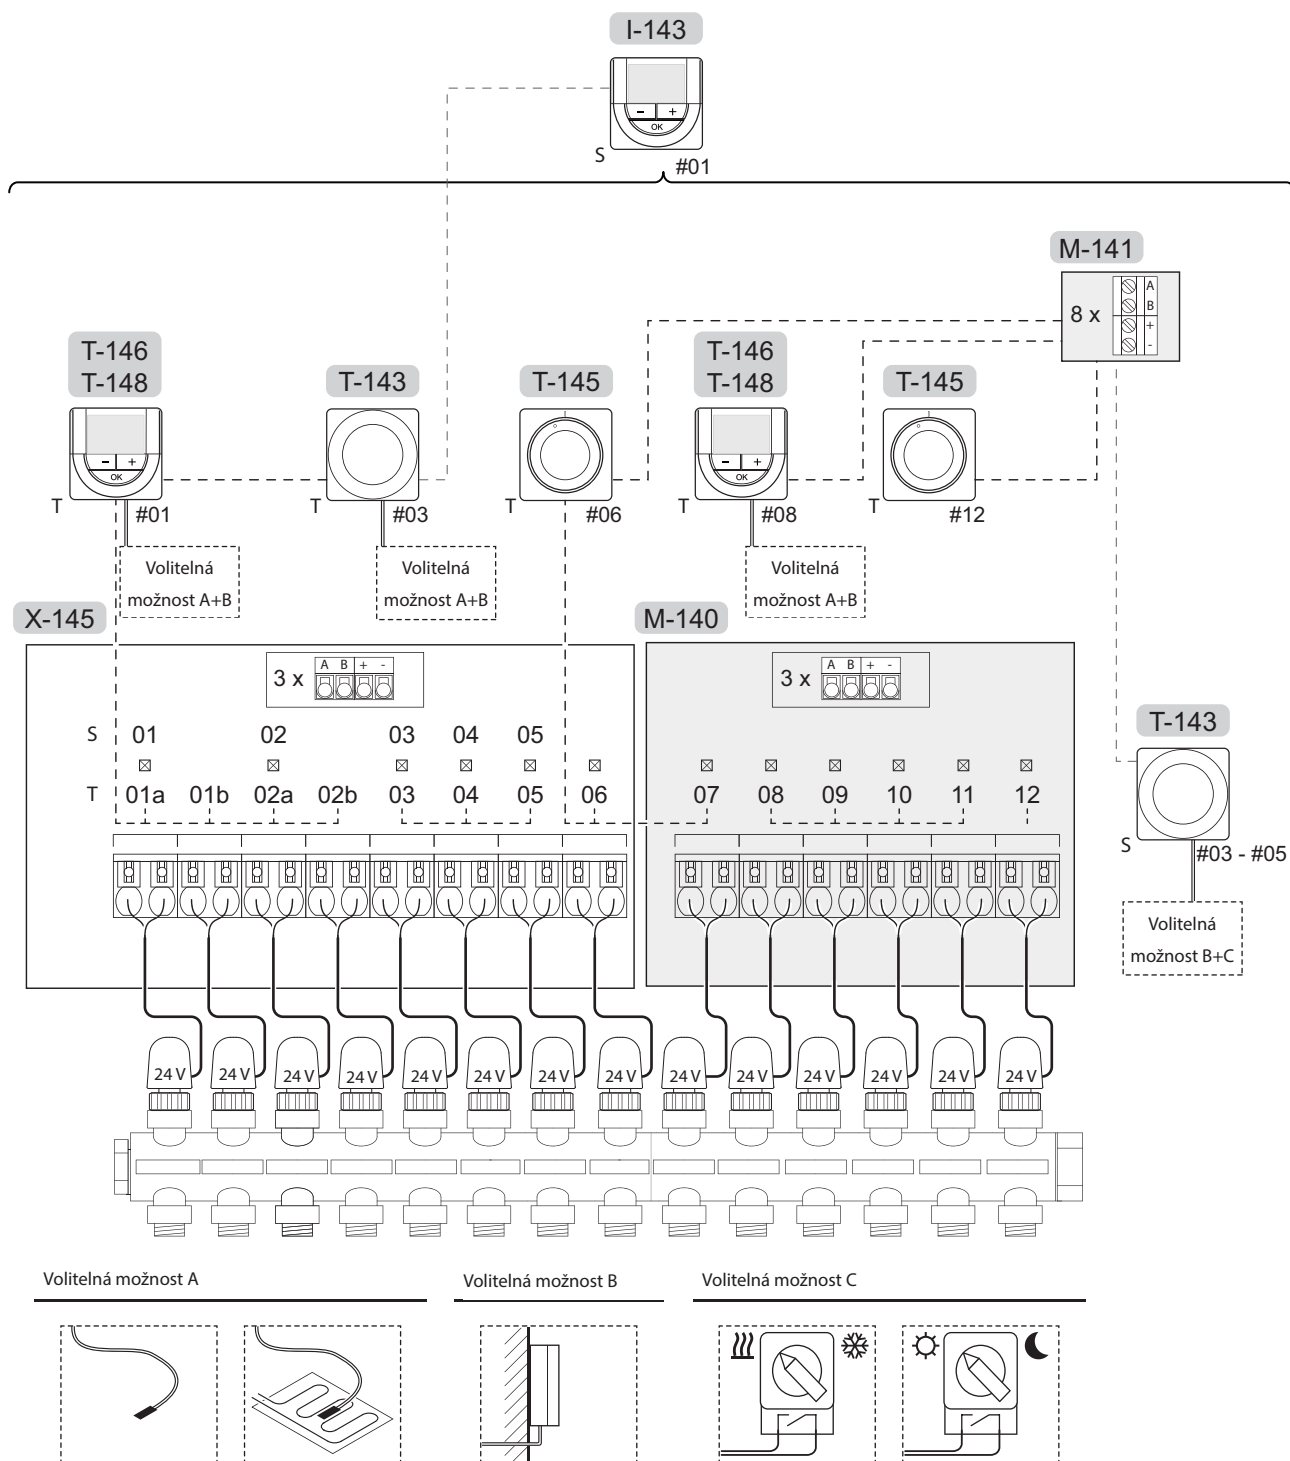 I-143
- +
OK
S
#01
M-141
8 x
A
B
+
-
T-146
T-148
T-143
T-145
T-146
T-148
T-145
- +
OK
- +
OK
T
#01
T
#03
T
#06
T
#08
T
#12
Volitelná
možnost A+B
Volitelná
možnost A+B
Volitelná
možnost A+B
X-145
M-140
3 x
A B + -
3 x
A B + -
S 01 02 03 04 05
T 01a 01b 02a 02b 03 04 05 06 07 08 09 10 11 12
T-143
S
#03 - #05
Volitelná
možnost B+C
24 V 24 V 24 V 24 V 24 V 24 V 24 V 24 V 24 V 24 V 24 V 24 V 24 V 24 V
Volitelná možnost A
Volitelná možnost B
Volitelná možnost C